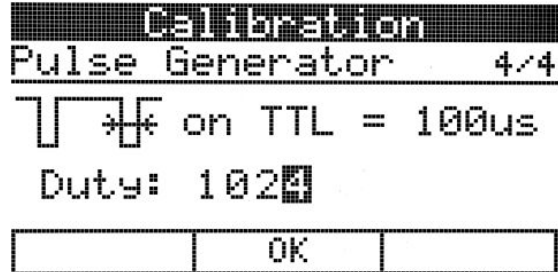 Calibration
Pulse Generator 4/4
on TTL = 100us
Duty: 1024
OK